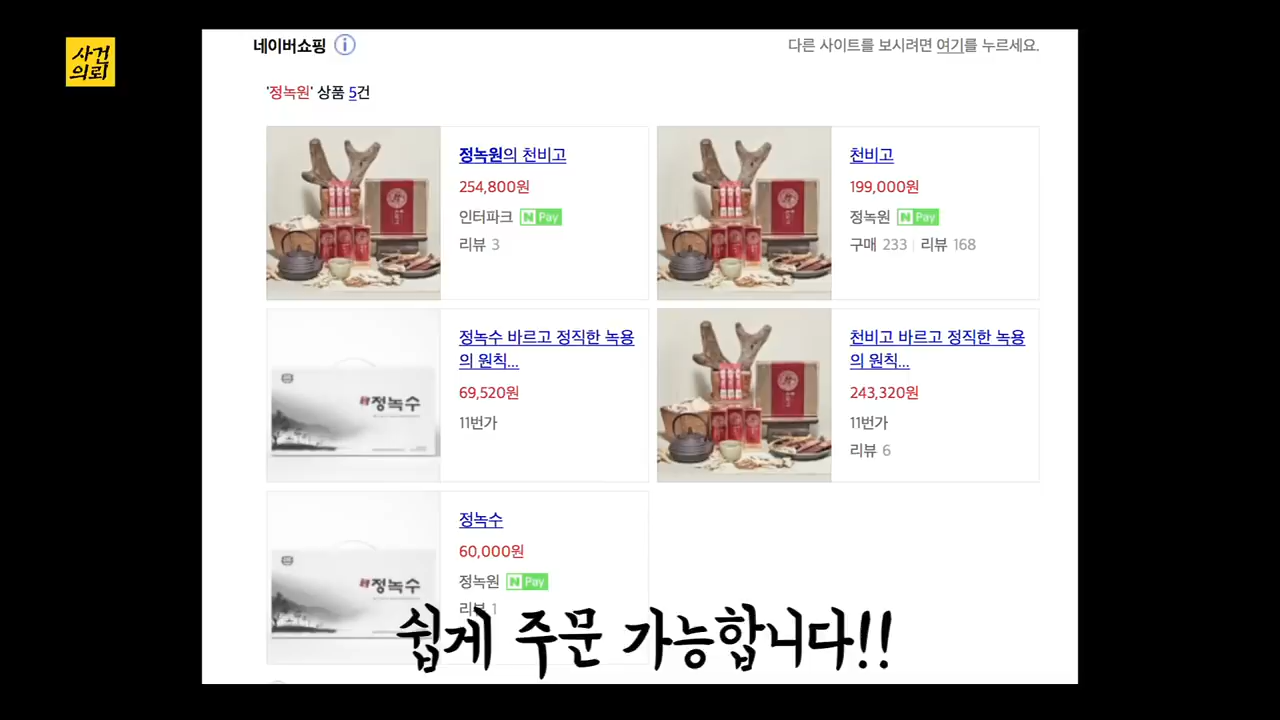 사건
의뢰
네이버쇼핑 i
다른 사이트를 보시려면 여기를 누르세요.
'정녹원' 상품 5건
정녹원의 천비고
254,800원
인터파크 N Pay
리뷰 3
천비고
199,000원
정녹원 N Pay
구매 233 | 리뷰 168
정녹수 바르고 정직한 녹용
의 원칙...
69,520원
11번가
정녹수
천비고 바르고 정직한 녹용
의 원칙...
243,320원
11번가
리뷰 6
정녹수
60,000원
정녹원 N Pay
리뷰 1
정녹수
쉽게 주문 가능합니다!!